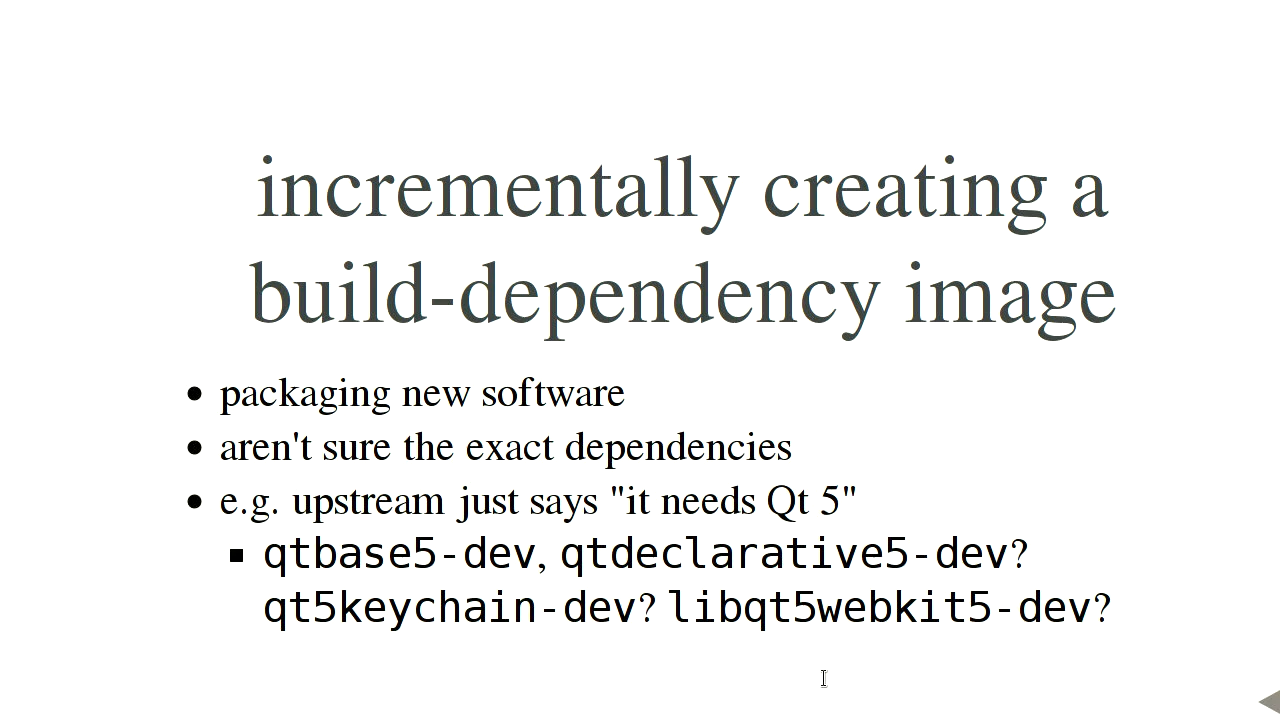 incrementally creating a
build-dependency image
packaging new software
aren't sure the exact dependencies
e.g. upstream just says "it needs Qt 5"
qtbase5-dev, qtdeclarative5-dev?
qt5keychain-dev? libqt5webkit5-dev?